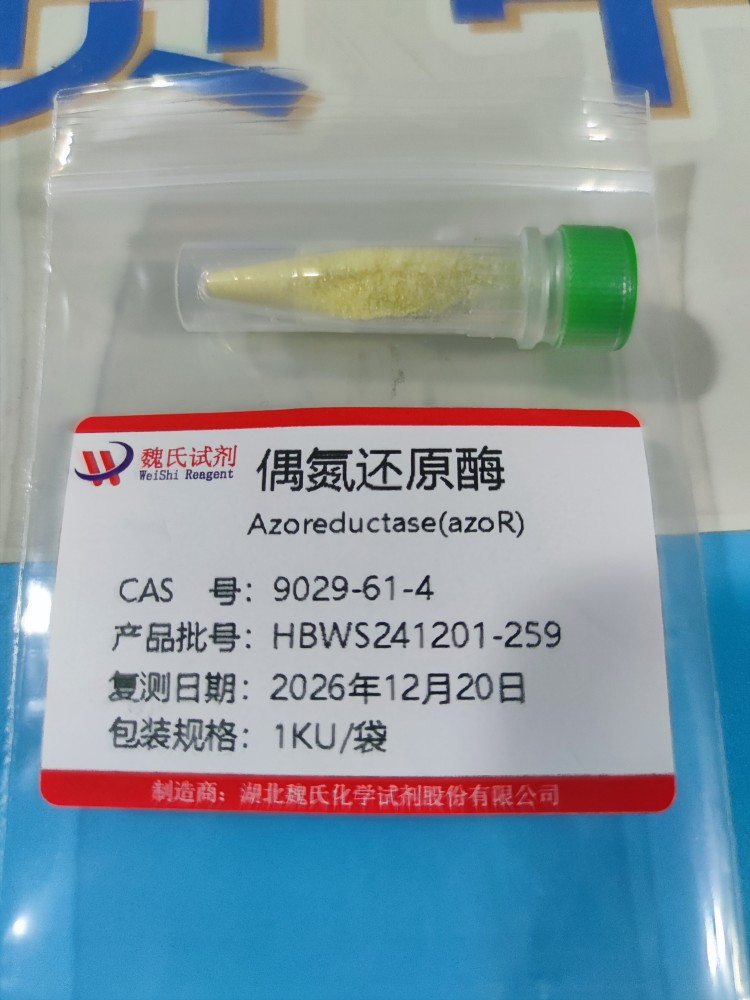 魏氏试剂
WeiShi Reagent
偶氮还原酶
Azoreductase(azoR)
CAS 号：9029-61-4
产品批号：HBWS241201-259
复测日期：2026年12月20日
包装规格：1KU/袋
制造商：湖北魏氏化学试剂股份有限公司